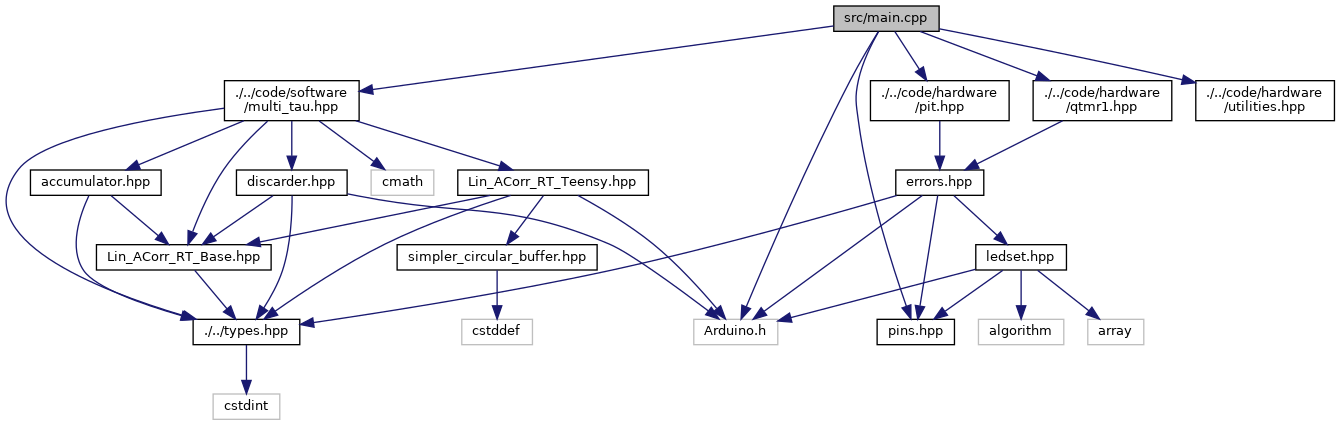 src/main.cpp
./../code/software
/multi_tau.hpp
./../code/hardware
/pit.hpp
./../code/hardware
/qtmr1.hpp
./../code/hardware
/utilities.hpp
accumulator.hpp
discarder.hpp
cmath
Lin_ACorr_RT_Teensy.hpp
errors.hpp
Lin_ACorr_RT_Base.hpp
simpler_circular_buffer.hpp
ledset.hpp
./../types.hpp
cstddef
Arduino.h
pins.hpp
algorithm
array
cstdint